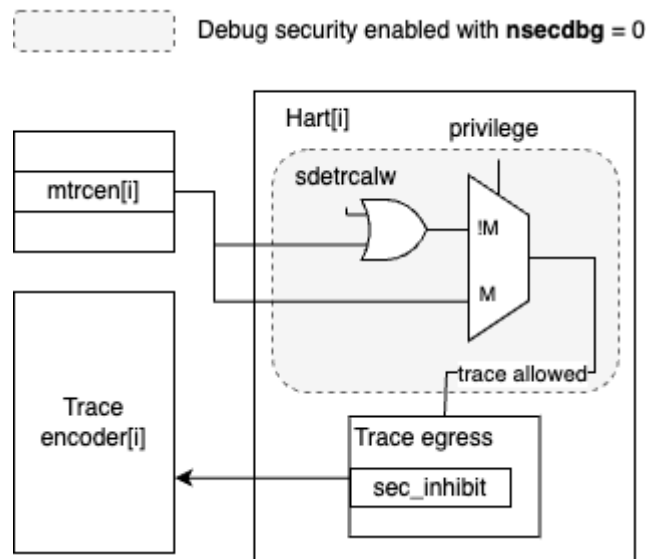 Debug security enabled with nsecdbg = 0
Hart[i]
privilege
mtrcen[i]
sdetrcalw
!M
M
trace allowed
Trace
encoder[i]
Trace egress
sec_inhibit